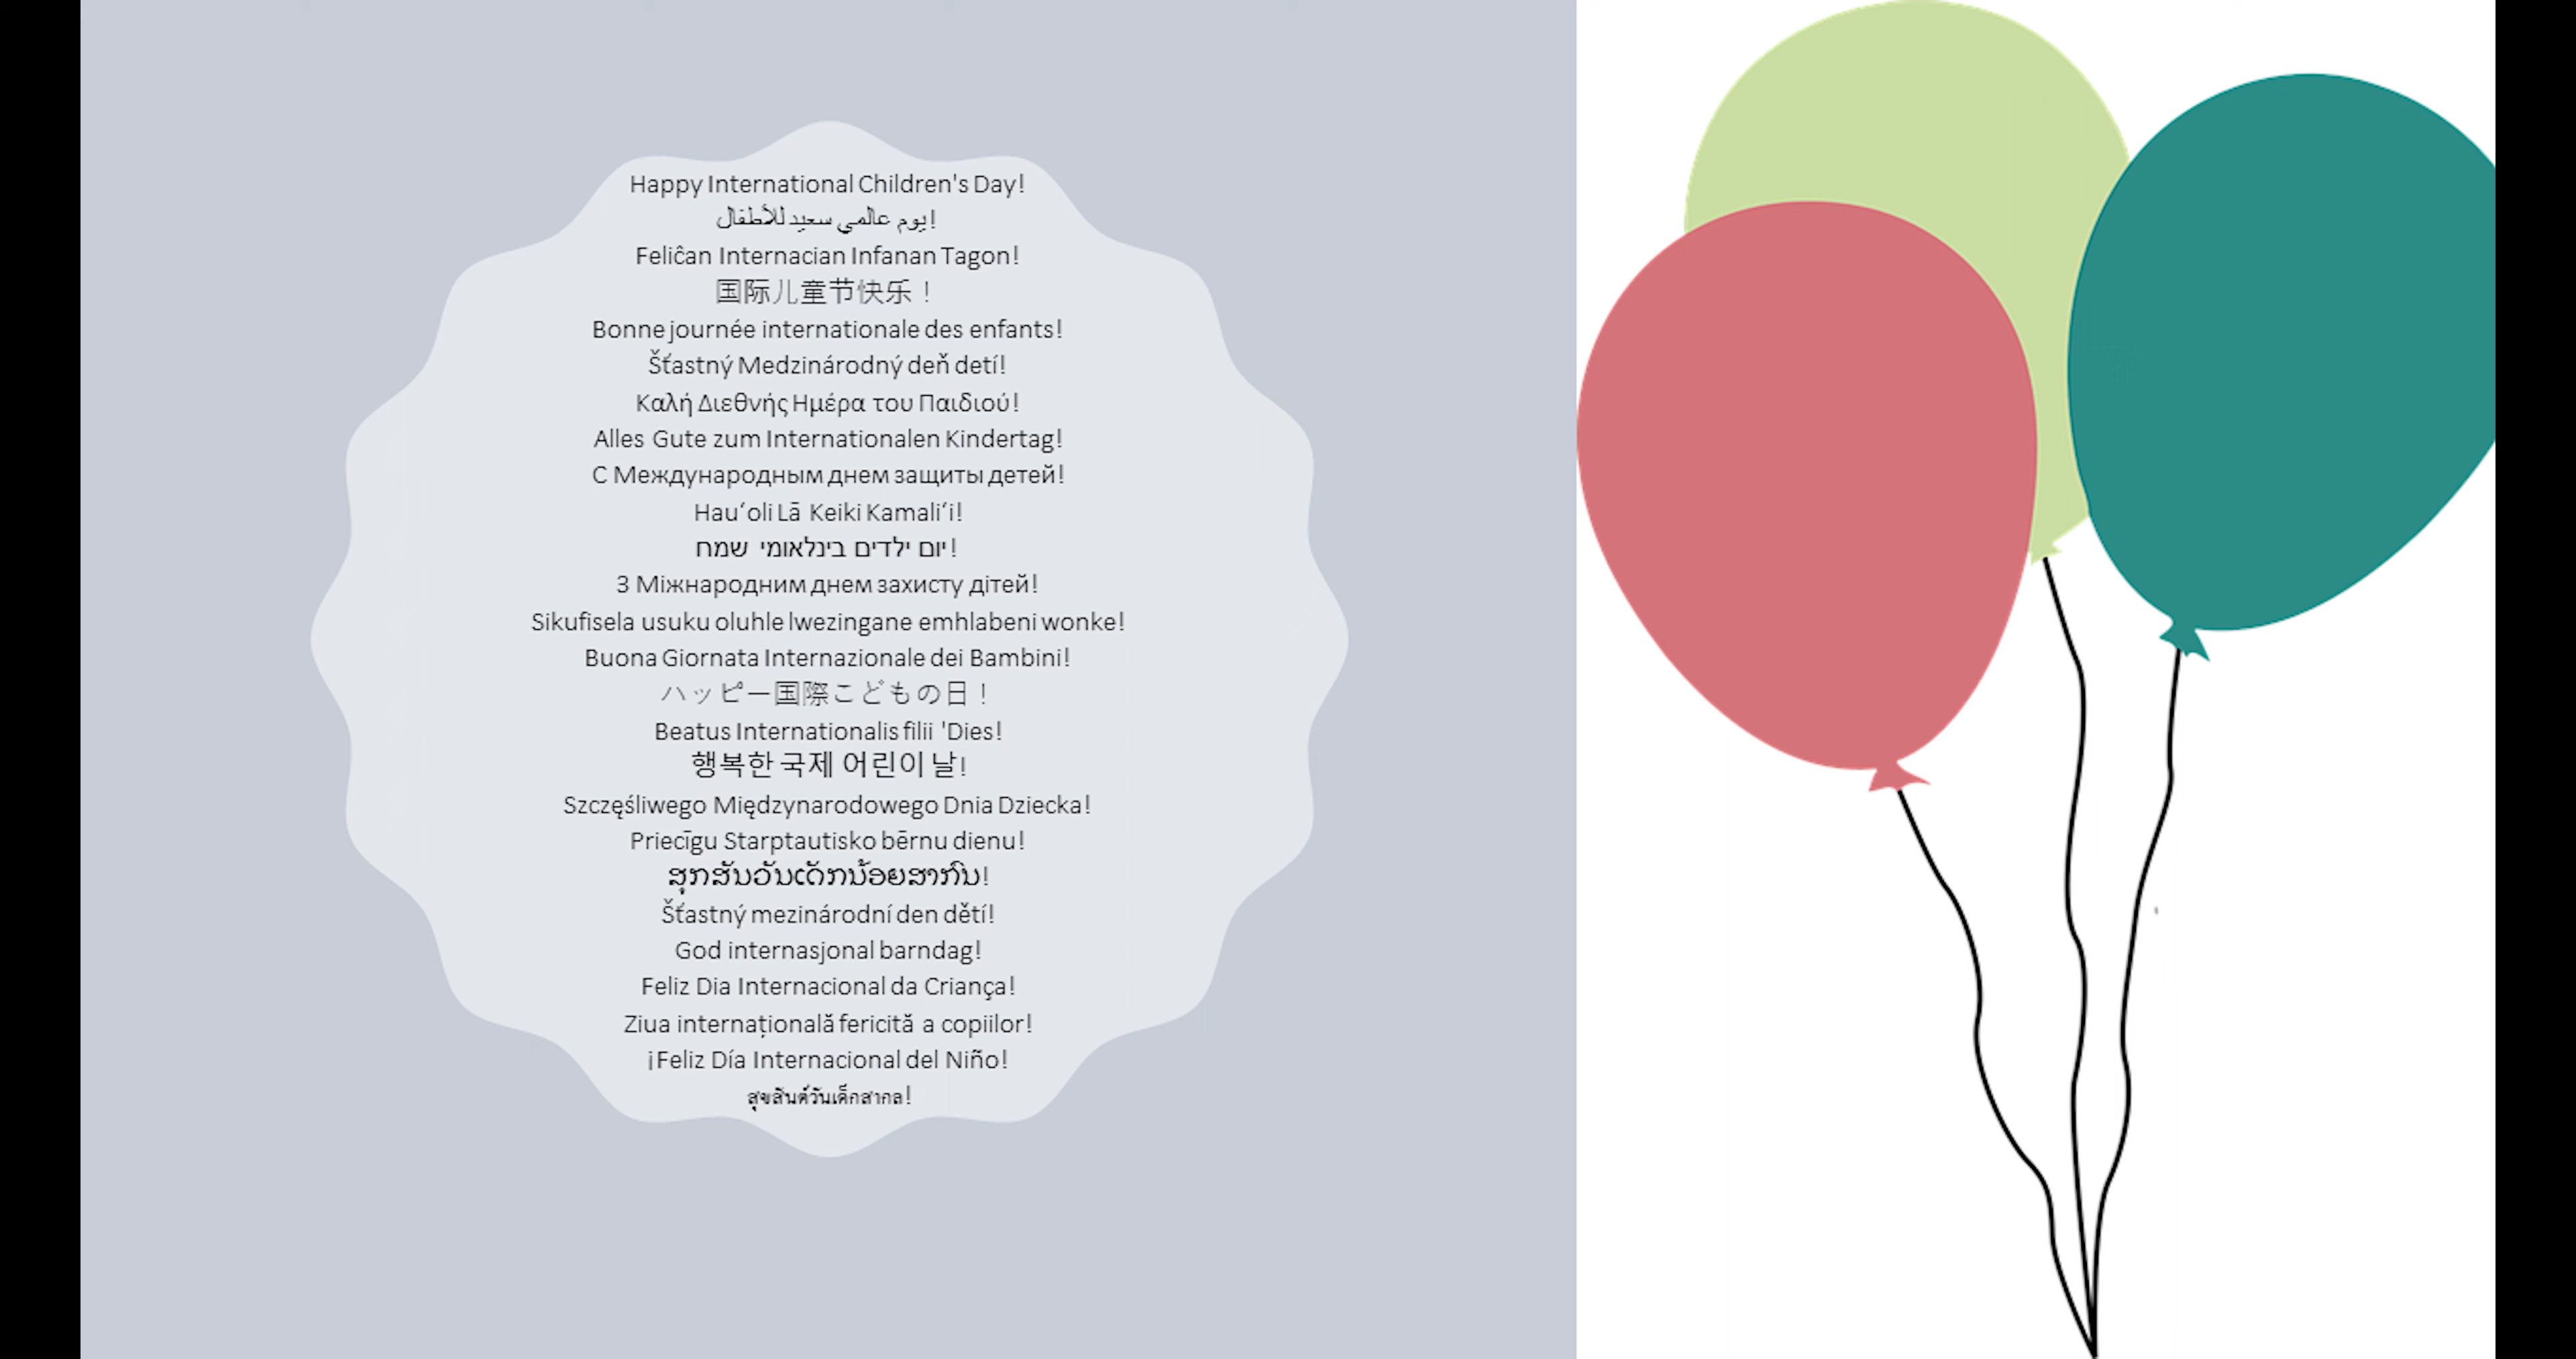 Happy International Children's Day!
يوم عالمي سعيد للأطفال!
Feliĉan Internacian Infanan Tagon!
国际儿童节快乐！
Bonne journée internationale des enfants!
Šťastný Medzinárodný deň detí!
Καλή Διεθνής Ημέρα του Παιδιού!
Alles Gute zum Internationalen Kindertag!
С Международным днем защиты детей!
Hauʻoli Lā Keiki Kamaliʻi!
יום ילדים בינלאומי שמח!
З Міжнародним днем захисту дітей!
Sikufisela usuku oluhle lwezingane emhlabeni wonke!
Buona Giornata Internazionale dei Bambini!
ハッピー国際こどもの日！
Beatus Internationalis filii 'Dies!
행복한 국제 어린이 날!
Szczęśliwego Międzynarodowego Dnia Dziecka!
Priecīgu Starptautisko bērnu dienu!
ສຸກສັນວັນເດັກນ້ອຍສາກົນ!
Šťastný mezinárodní den dětí!
God internasjonal barndag!
Feliz Dia Internacional da Criança!
Ziua internațională fericită a copiilor!
¡Feliz Día Internacional del Niño!
สุขสันต์วันเด็กสากล!